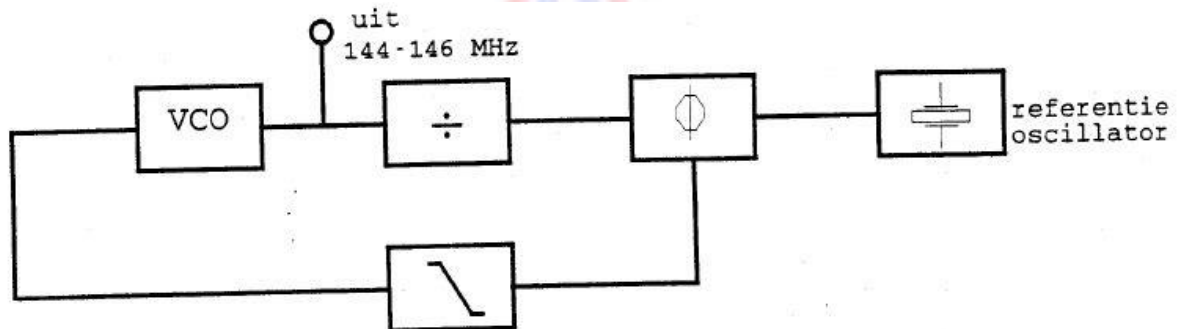 uit
144-146 MHz
VCO
÷
Φ
referentie
oscillator